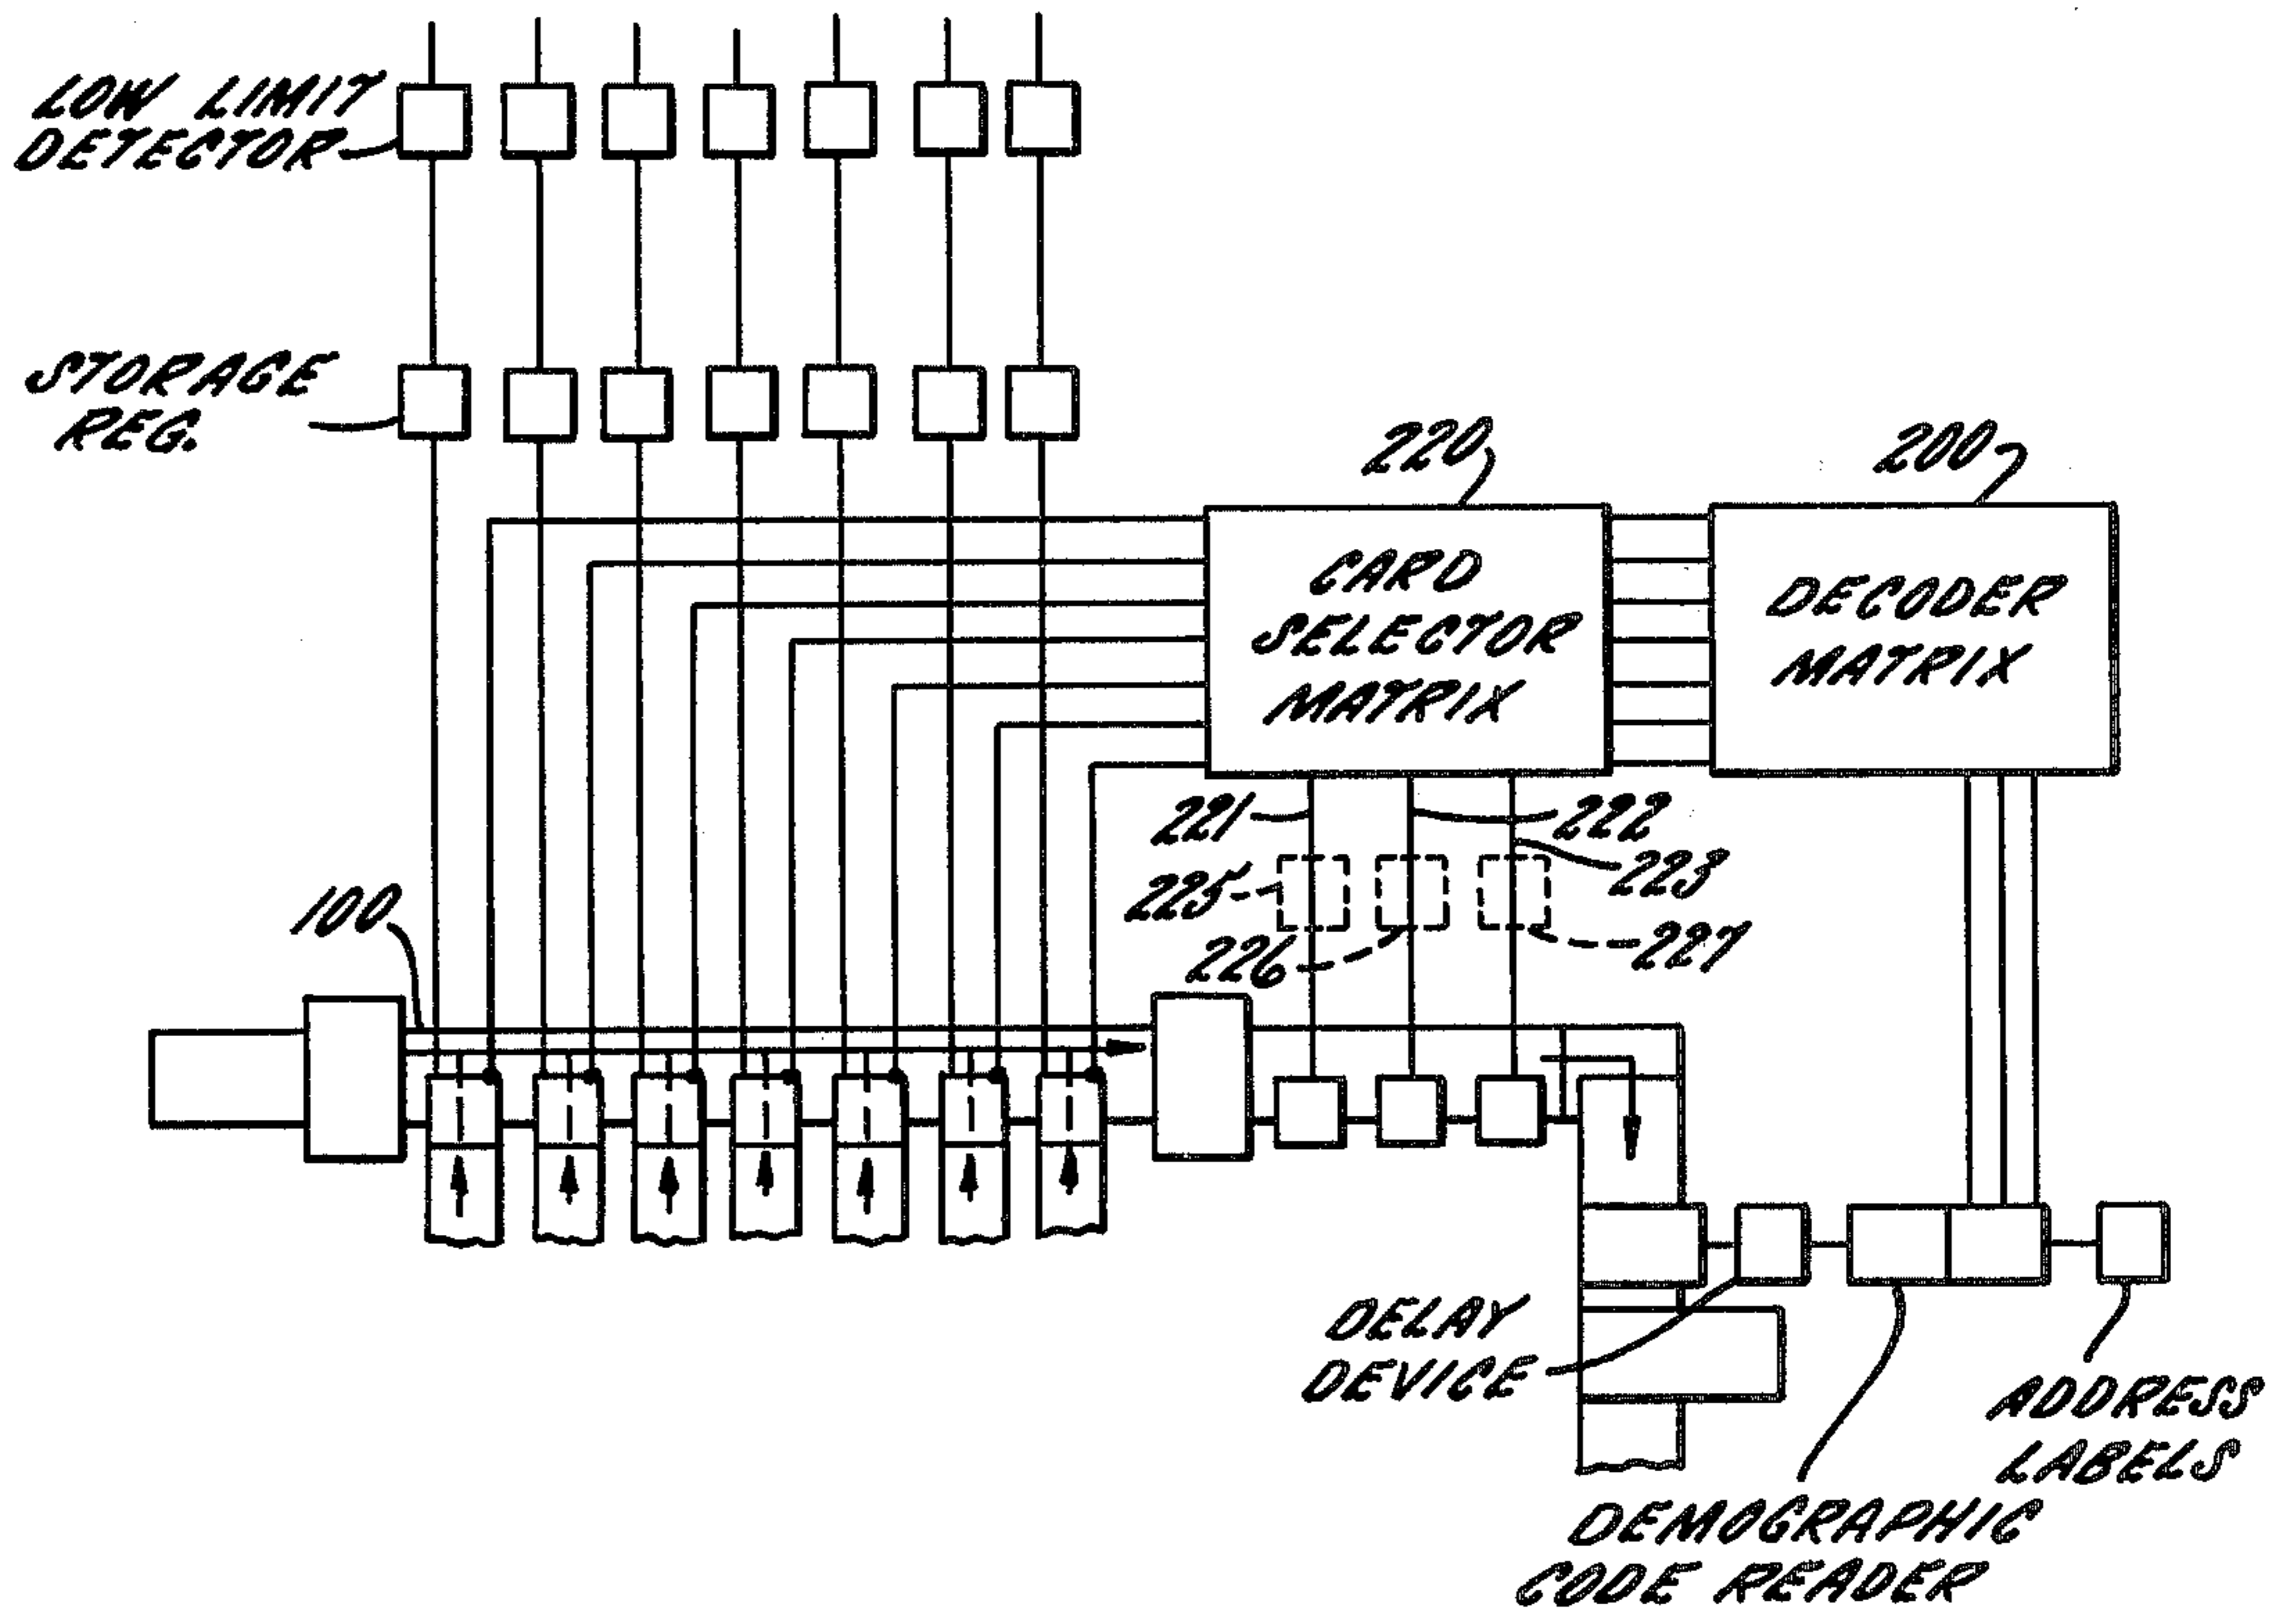 LOW LIMIT
DETECTOR
STORAGE
REG.
220
200
CARD
SELECTOR
MATRIX
DECODER
MATRIX
221
222
223
225
226
227
100
DELAY
DEVICE
ADDRESS
LABELS
DEMOGRAPHIC
CODE READER